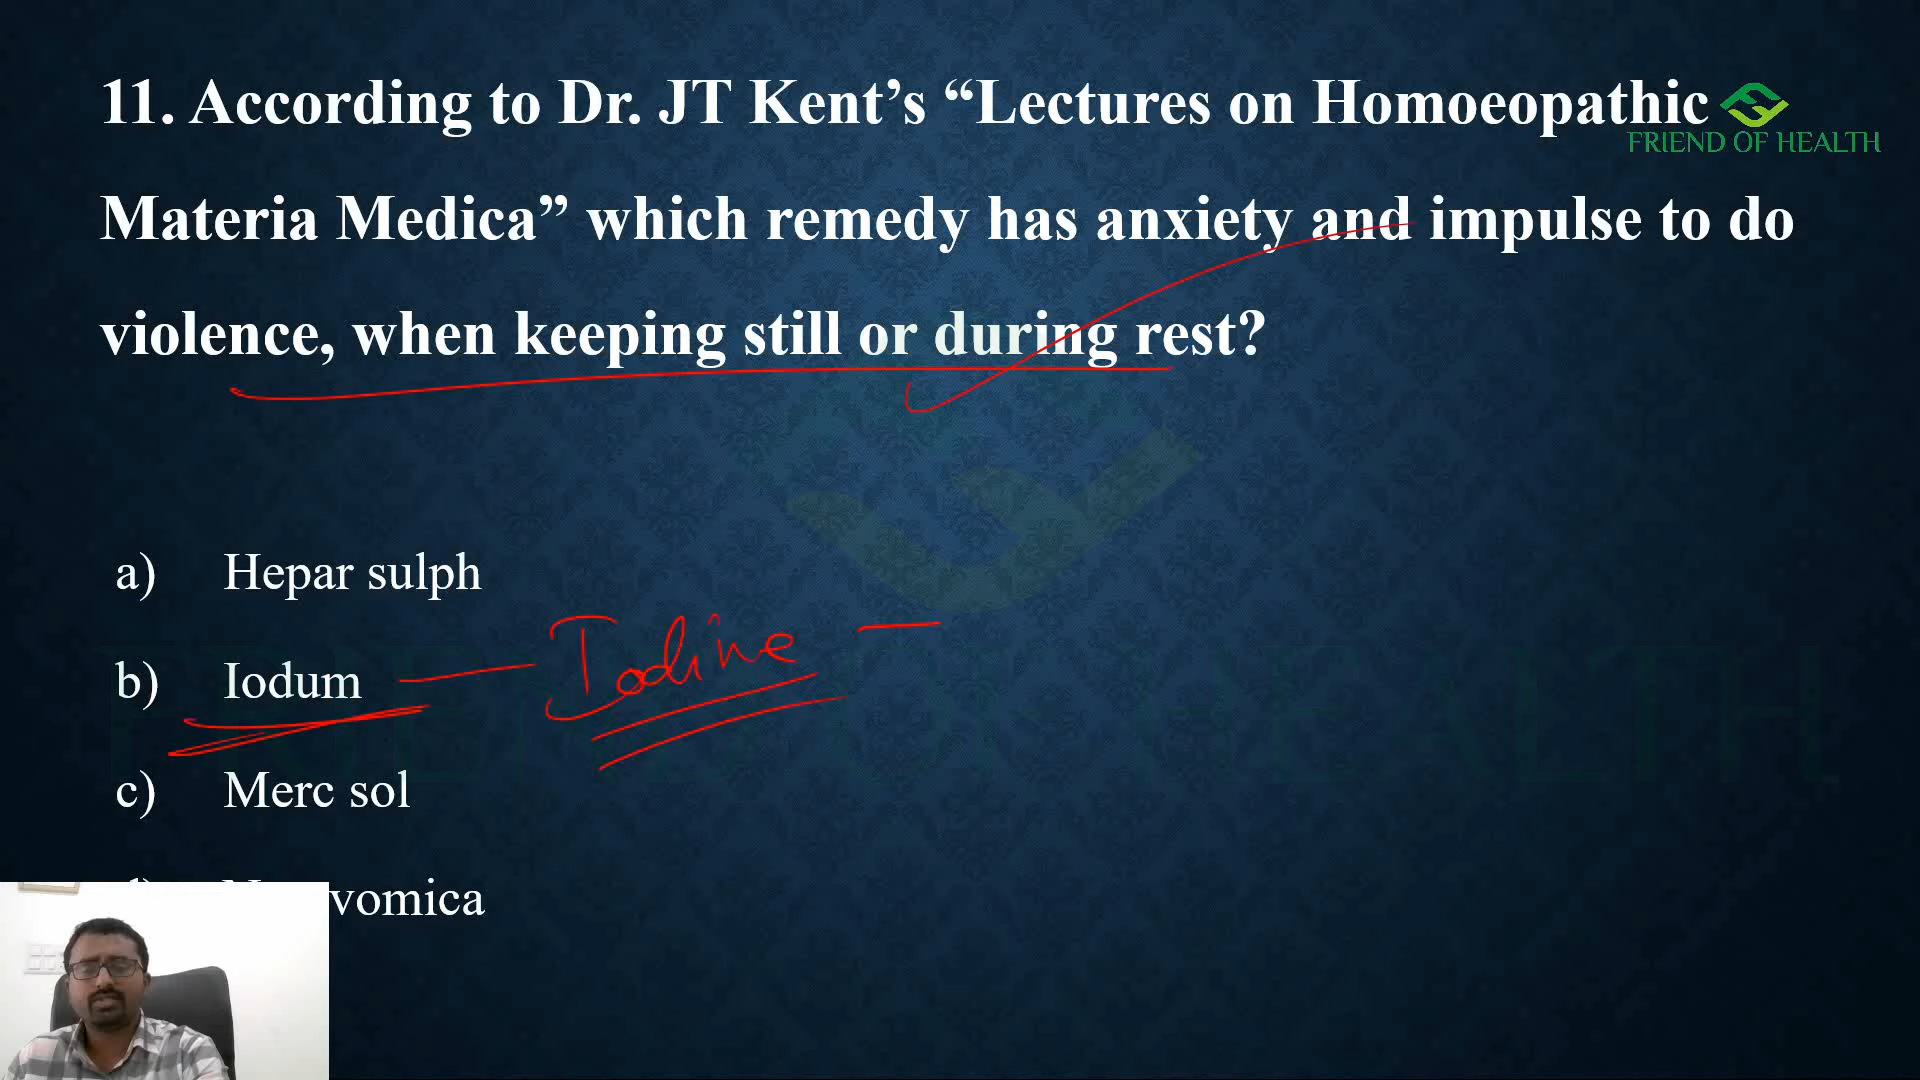 11. According to Dr. JT Kent’s “Lectures on Homoeopathic
FRIEND OF HEALTH
Materia Medica” which remedy has anxiety and impulse to do
violence, when keeping still or during rest?
a) Hepar sulph
b) Iodum
Iodine
c) Merc sol
vomica